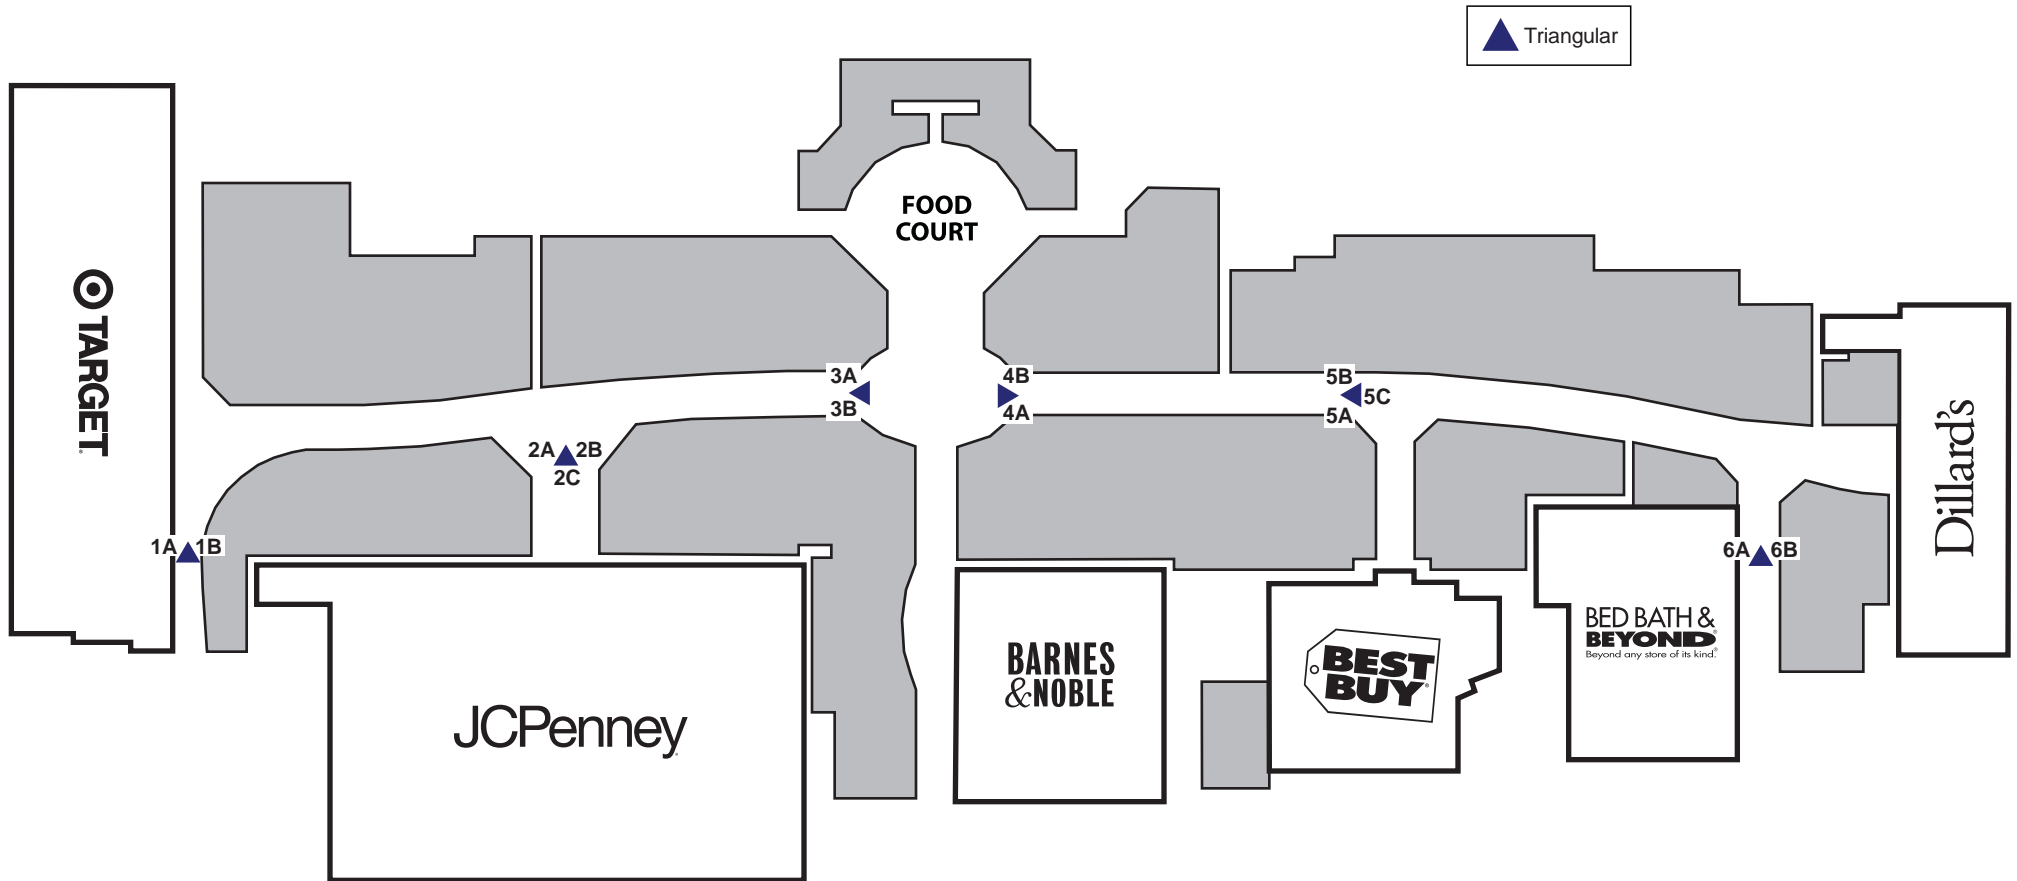 Triangular
FOOD
COURT
TARGET
3A
4B
5B
5C
3B
4A
5A
2A
2B
2C
1A
1B
6A
6B
Dillard's
BARNES
&NOBLE
BEST
BUY
BED BATH &
BEYOND
Beyond any store of its kind.
JCPenney